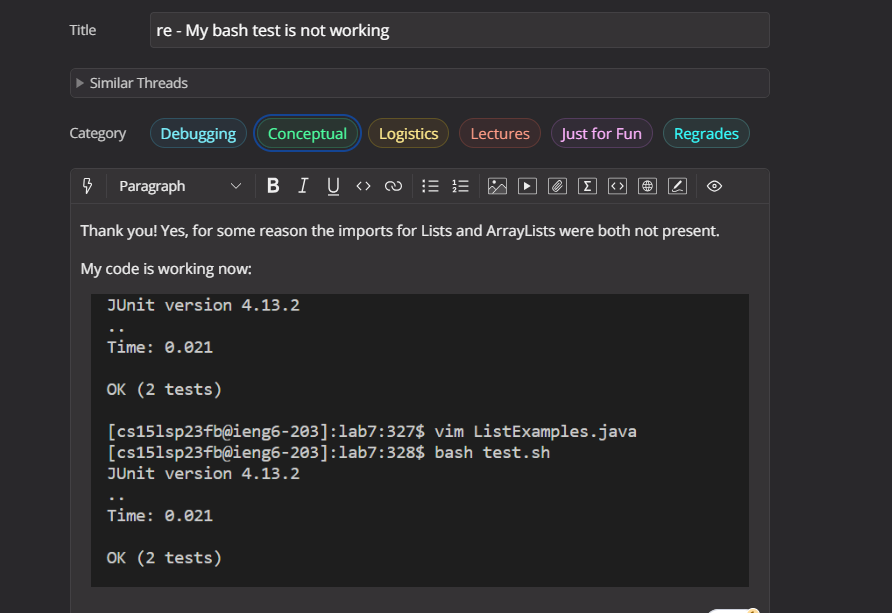 Title
re - My bash test is not working
Similar Threads
Category Debugging Conceptual Logistics Lectures Just for Fun Regrades
Paragraph B I U
Thank you! Yes, for some reason the imports for Lists and ArrayLists were both not present.
My code is working now:
JUnit version 4.13.2
..
Time: 0.021
OK (2 tests)
[cs15lsp23fb@ieng6-203]:lab7:327$ vim ListExamples.java
[cs15lsp23fb@ieng6-203]:lab7:328$ bash test.sh
JUnit version 4.13.2
..
Time: 0.021
OK (2 tests)